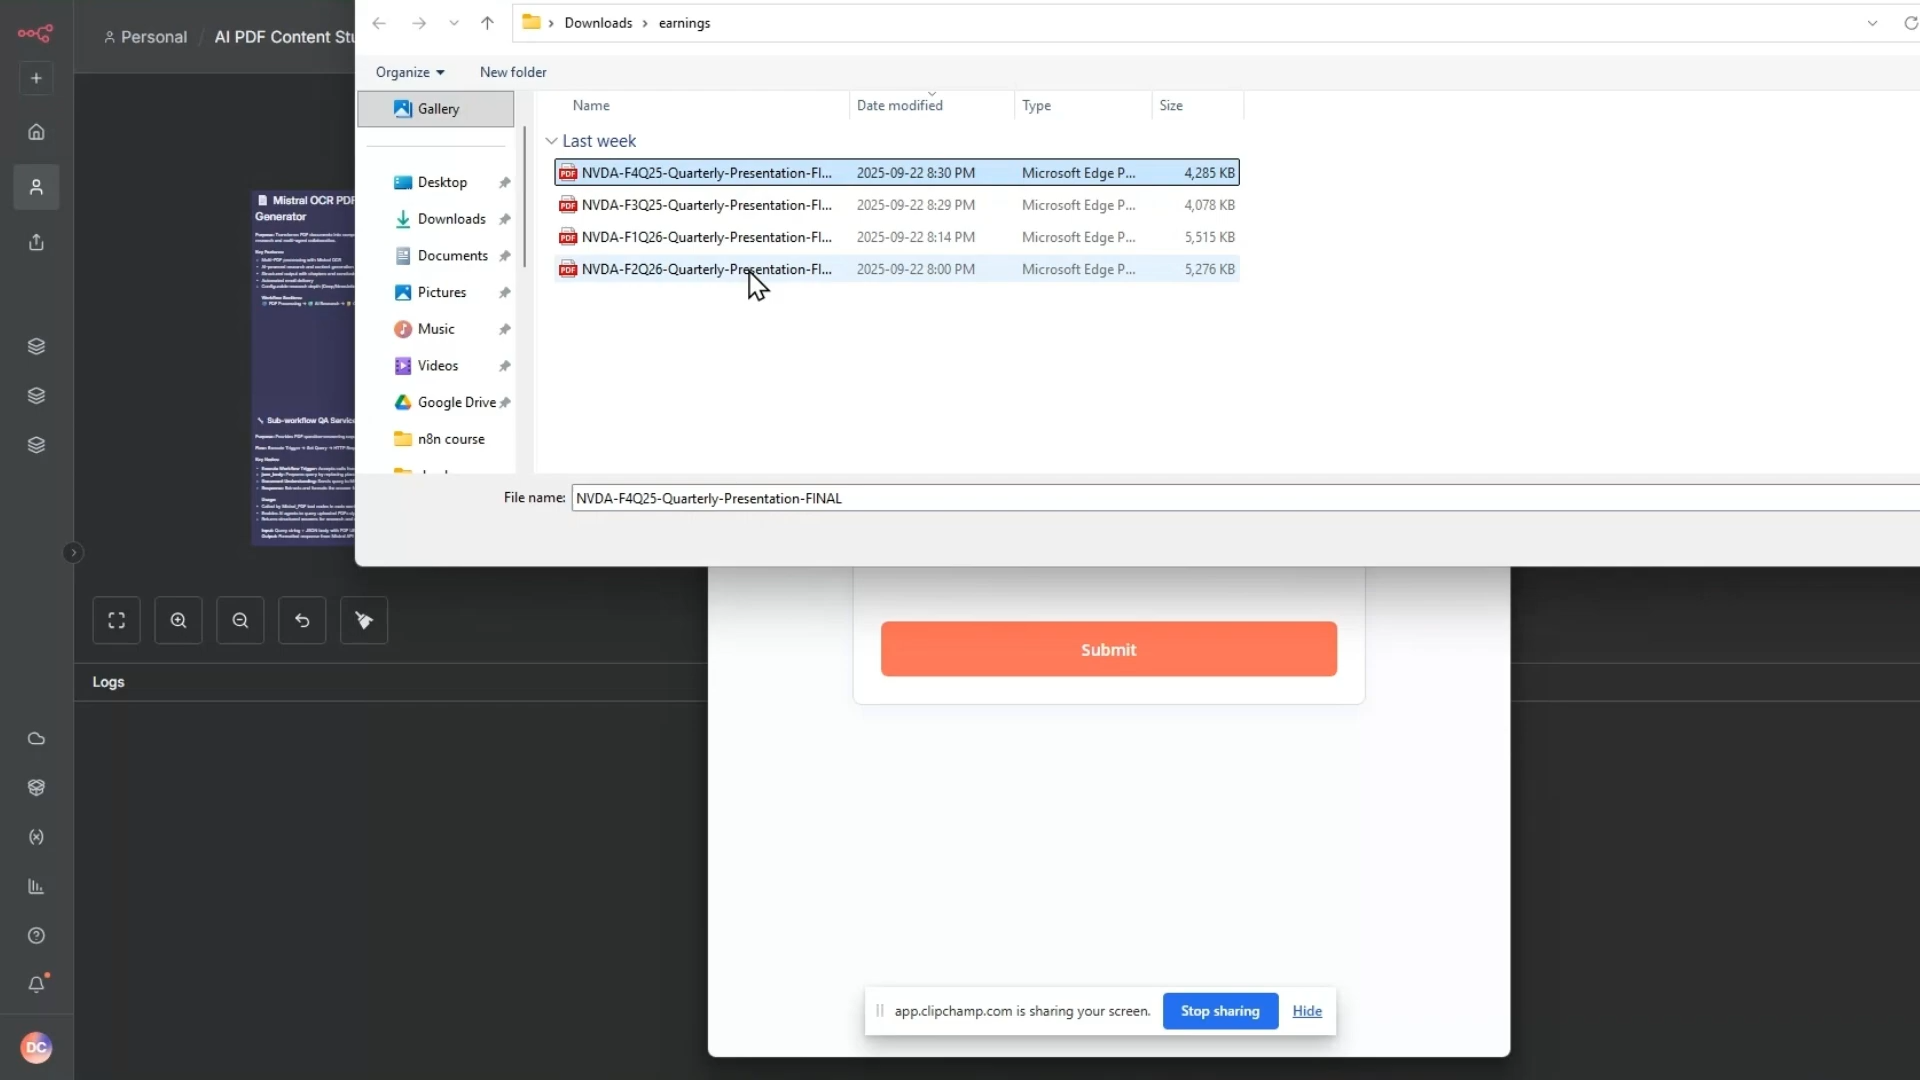 Personal / AI PDF Content Stu
Downloads > earnings
Organize
New folder
Gallery
Desktop
Downloads
Documents
Pictures
Music
Videos
Google Drive
n8n course
Name Date modified Type Size
Last week
NVDA-F4Q25-Quarterly-Presentation-FI... 2025-09-22 8:30 PM Microsoft Edge P... 4,285 KB
NVDA-F3Q25-Quarterly-Presentation-FI... 2025-09-22 8:29 PM Microsoft Edge P... 4,078 KB
NVDA-F1Q26-Quarterly-Presentation-FI... 2025-09-22 8:14 PM Microsoft Edge P... 5,515 KB
NVDA-F2Q26-Quarterly-Presentation-FI... 2025-09-22 8:00 PM Microsoft Edge P... 5,276 KB
File name: NVDA-F4Q25-Quarterly-Presentation-FINAL
Mistral OCR PDF
Generator
Sub-workflow QA Service
Submit
Logs
app.clipchamp.com is sharing your screen. Stop sharing Hide
DC